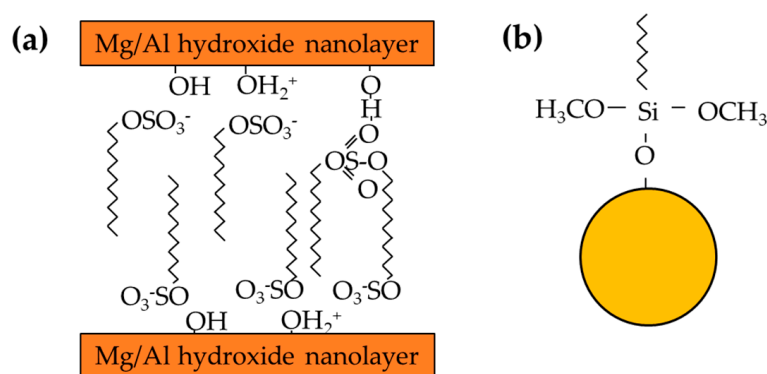 (a)
Mg/Al hydroxide nanolayer
OH OH₂⁺ O
H
OSO₃⁻ OSO₃⁻ O
OS-O
O
O₃⁻SO O₃⁻SO O₃⁻SO
OH OH₂⁺
Mg/Al hydroxide nanolayer
(b)
H₃CO— Si — OCH₃
O